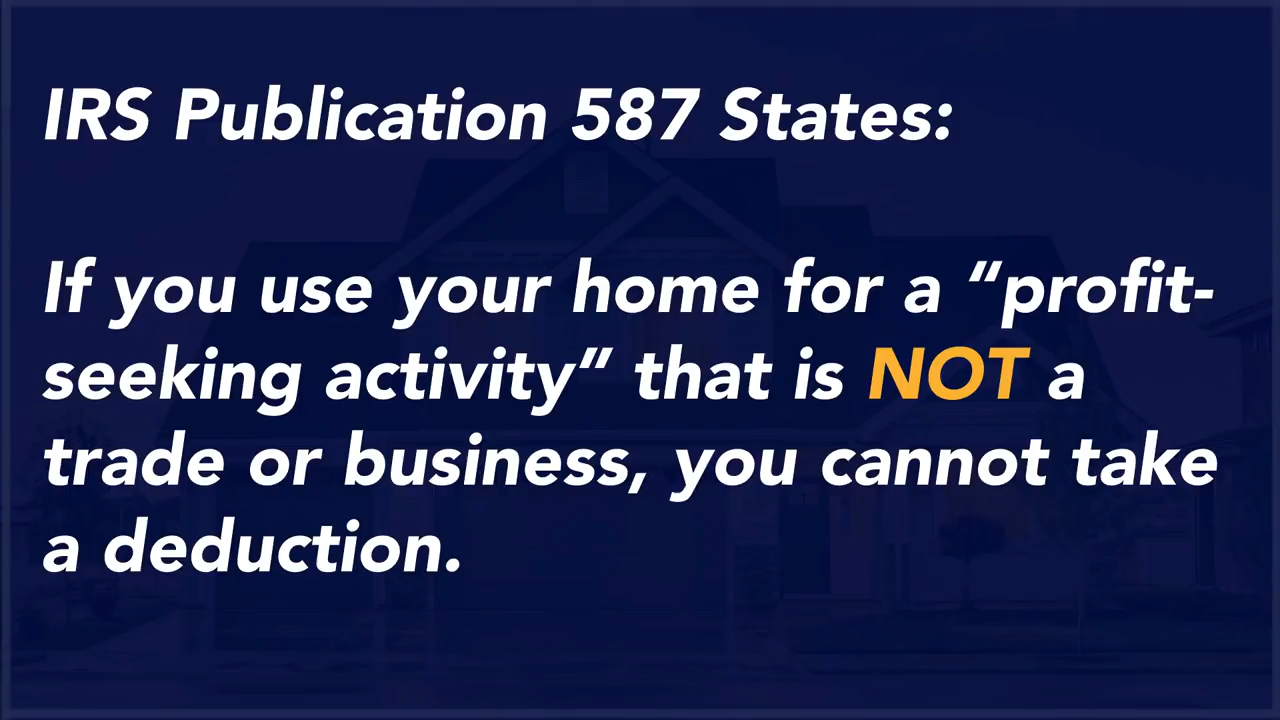 IRS Publication 587 States:
If you use your home for a “profit-
seeking activity” that is NOT a
trade or business, you cannot take
a deduction.